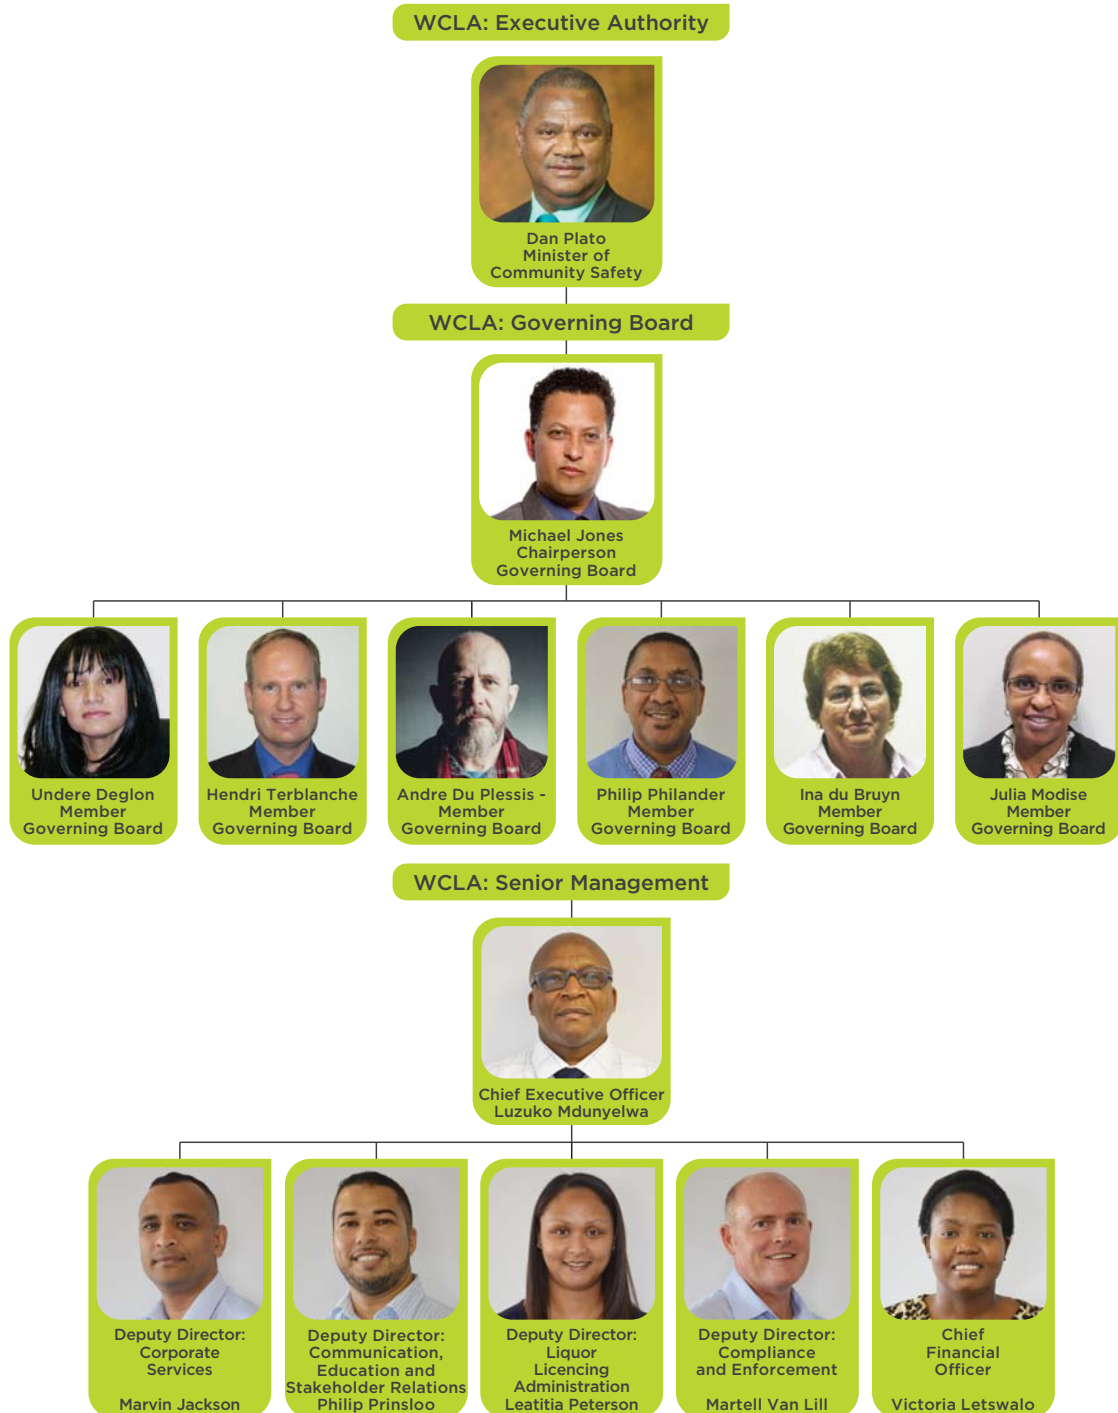 WCLA: Executive Authority
Dan Plato
Minister of
Community Safety
WCLA: Governing Board
Michael Jones
Chairperson
Governing Board
Undere Deglon
Member
Governing Board
Hendri Terblanche
Member
Governing Board
Andre Du Plessis -
Member
Governing Board
Philip Philander
Member
Governing Board
Ina du Bruyn
Member
Governing Board
Julia Modise
Member
Governing Board
WCLA: Senior Management
Chief Executive Officer
Luzuko Mdunyelwa
Deputy Director:
Corporate
Services
Marvin Jackson
Deputy Director:
Communication,
Education and
Stakeholder Relations
Philip Prinsloo
Deputy Director:
Liquor
Licencing
Administration
Leatitia Peterson
Deputy Director:
Compliance
and Enforcement
Martell Van Lill
Chief
Financial
Officer
Victoria Letswalo